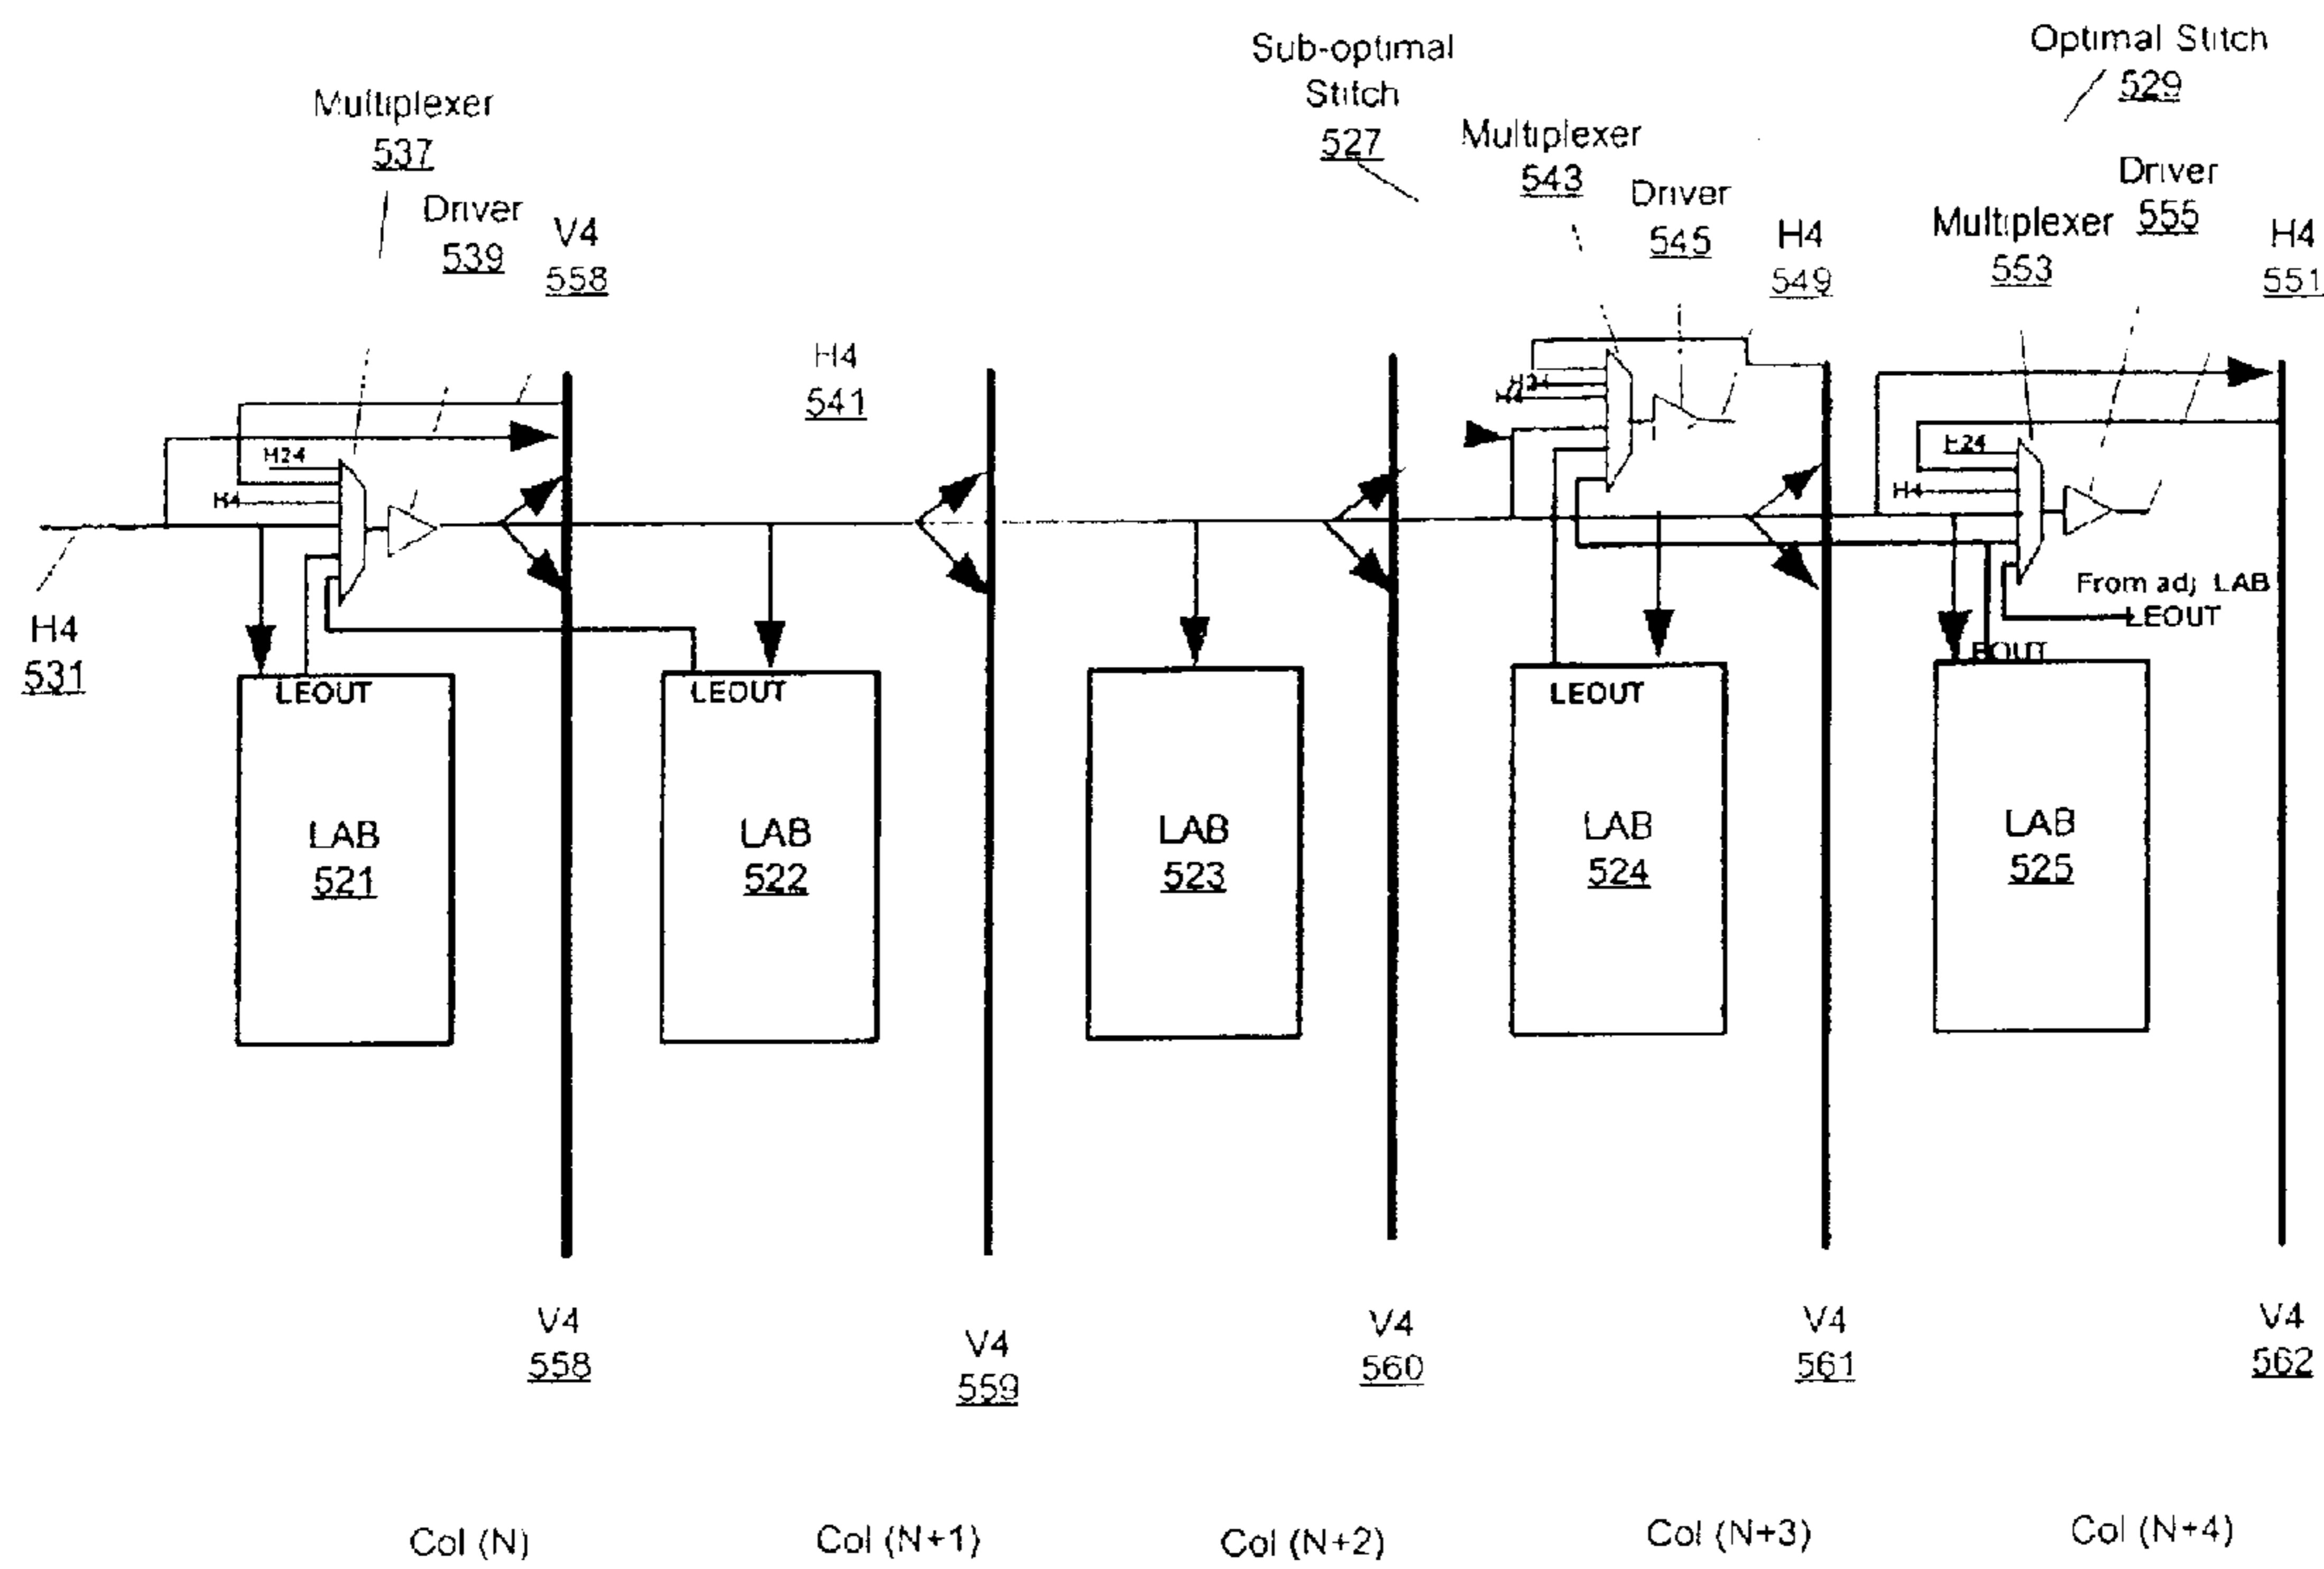 Sub-optimal
Stitch
527
Optimal Stitch
529
Multiplexer
537
Driver
539
V4
558
Multiplexer
543
Driver
545
H4
549
Driver
555
Multiplexer
553
H4
551
H4
541
H24
H4
H4
H24
H4
H4
531
From adj LAB
LEOUT
LEOUT
LEOUT
LEOUT
LEOUT
LAB
521
LAB
522
LAB
523
LAB
524
LAB
525
V4
558
V4
559
V4
560
V4
561
V4
562
Col (N)
Col (N+1)
Col (N+2)
Col (N+3)
Col (N+4)